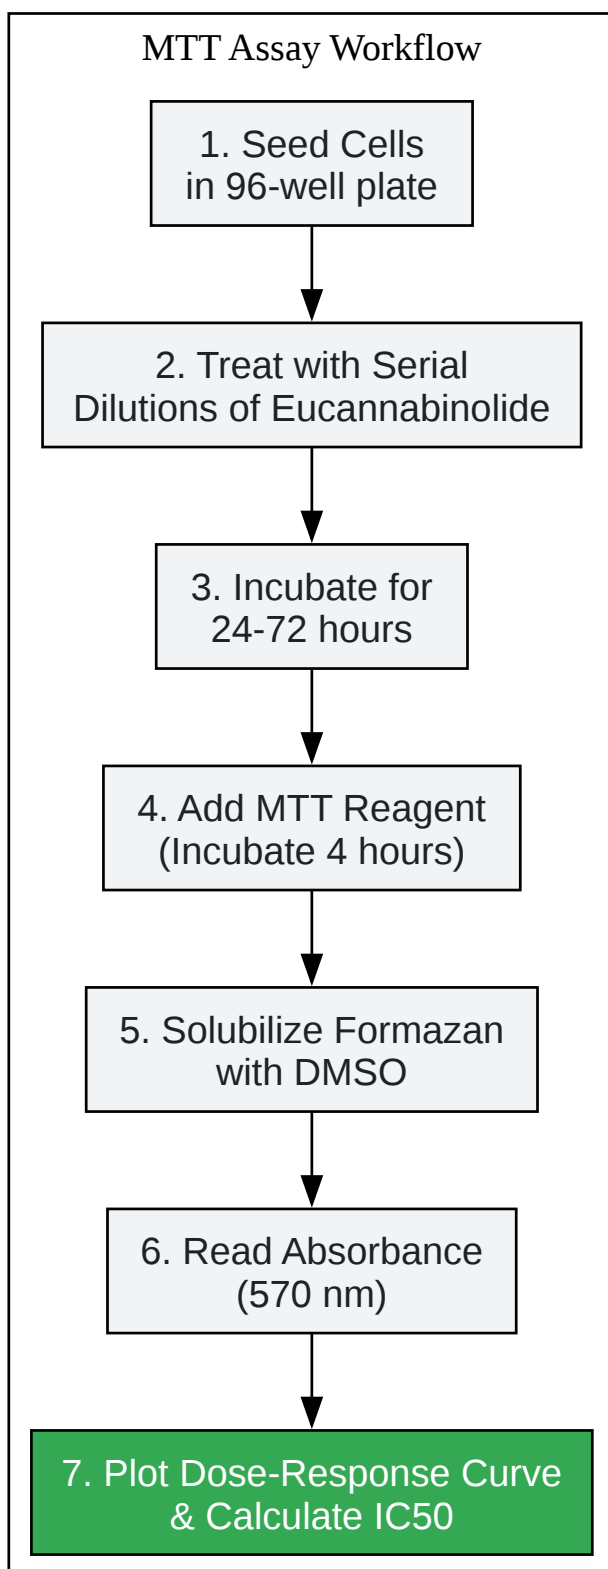 MTT Assay Workflow
1. Seed Cells
in 96-well plate
2. Treat with Serial
Dilutions of Eucannabinolide
3. Incubate for
24-72 hours
4. Add MTT Reagent
(Incubate 4 hours)
5. Solubilize Formazan
with DMSO
6. Read Absorbance
(570 nm)
7. Plot Dose-Response Curve
& Calculate IC50